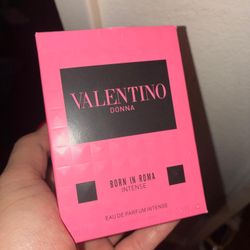 VALENTINO
DONNA
BORN IN ROMA
INTENSE
EAU DE PARFUM INTENSE